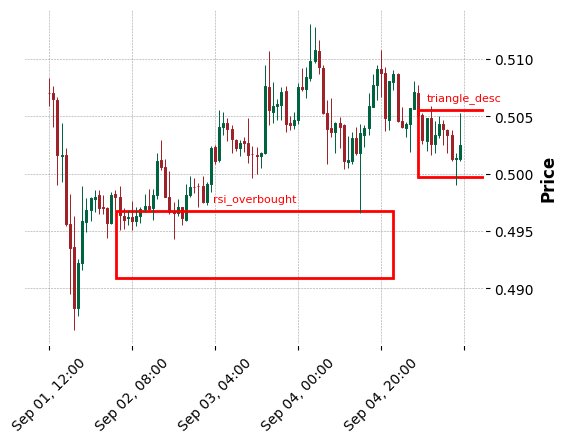 0.510
triangle_desc
0.505
0.500
Price
rsi_overbought
0.495
0.490
Sep 01, 12:00
Sep 02, 08:00
Sep 03, 04:00
Sep 04, 00:00
Sep 04, 20:00